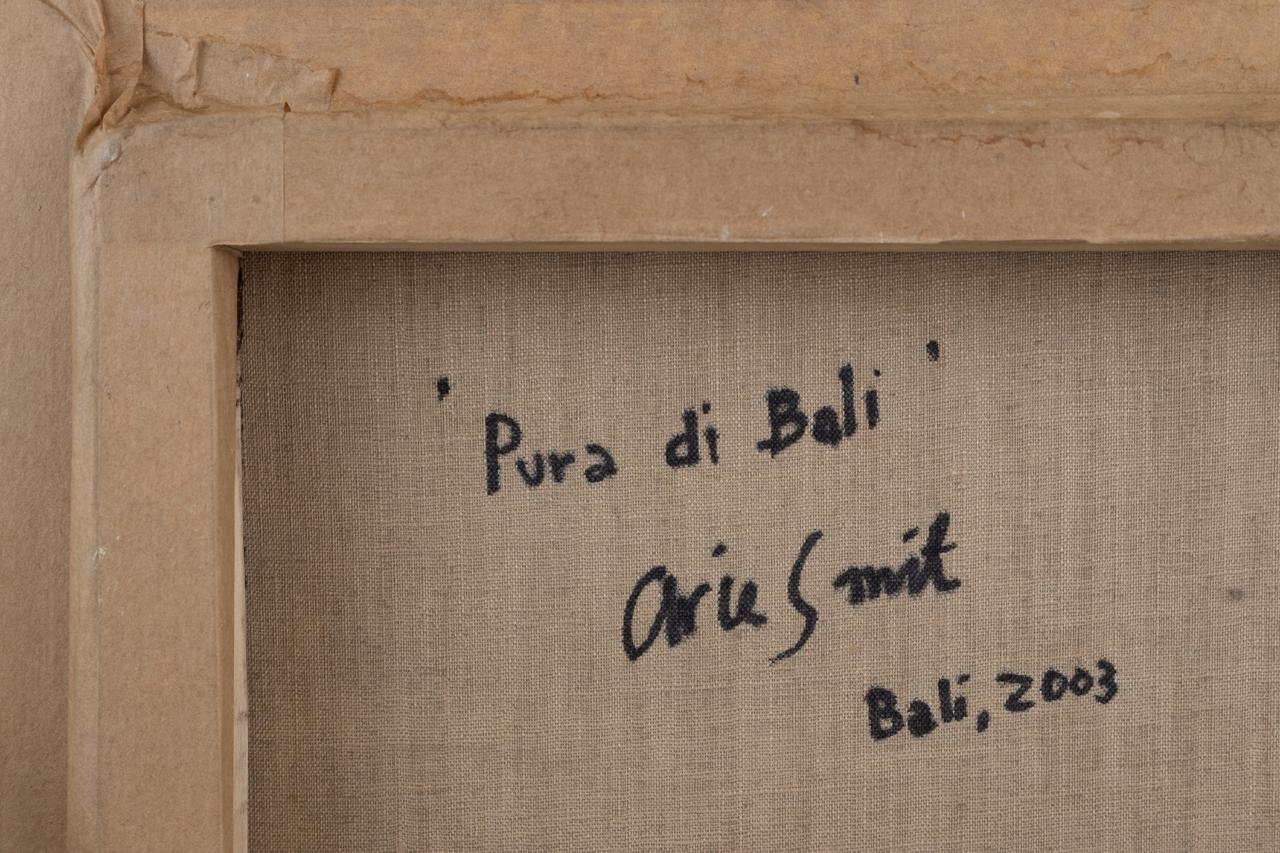 'Pura di Bali'
Arie Smit
Bali, 2003